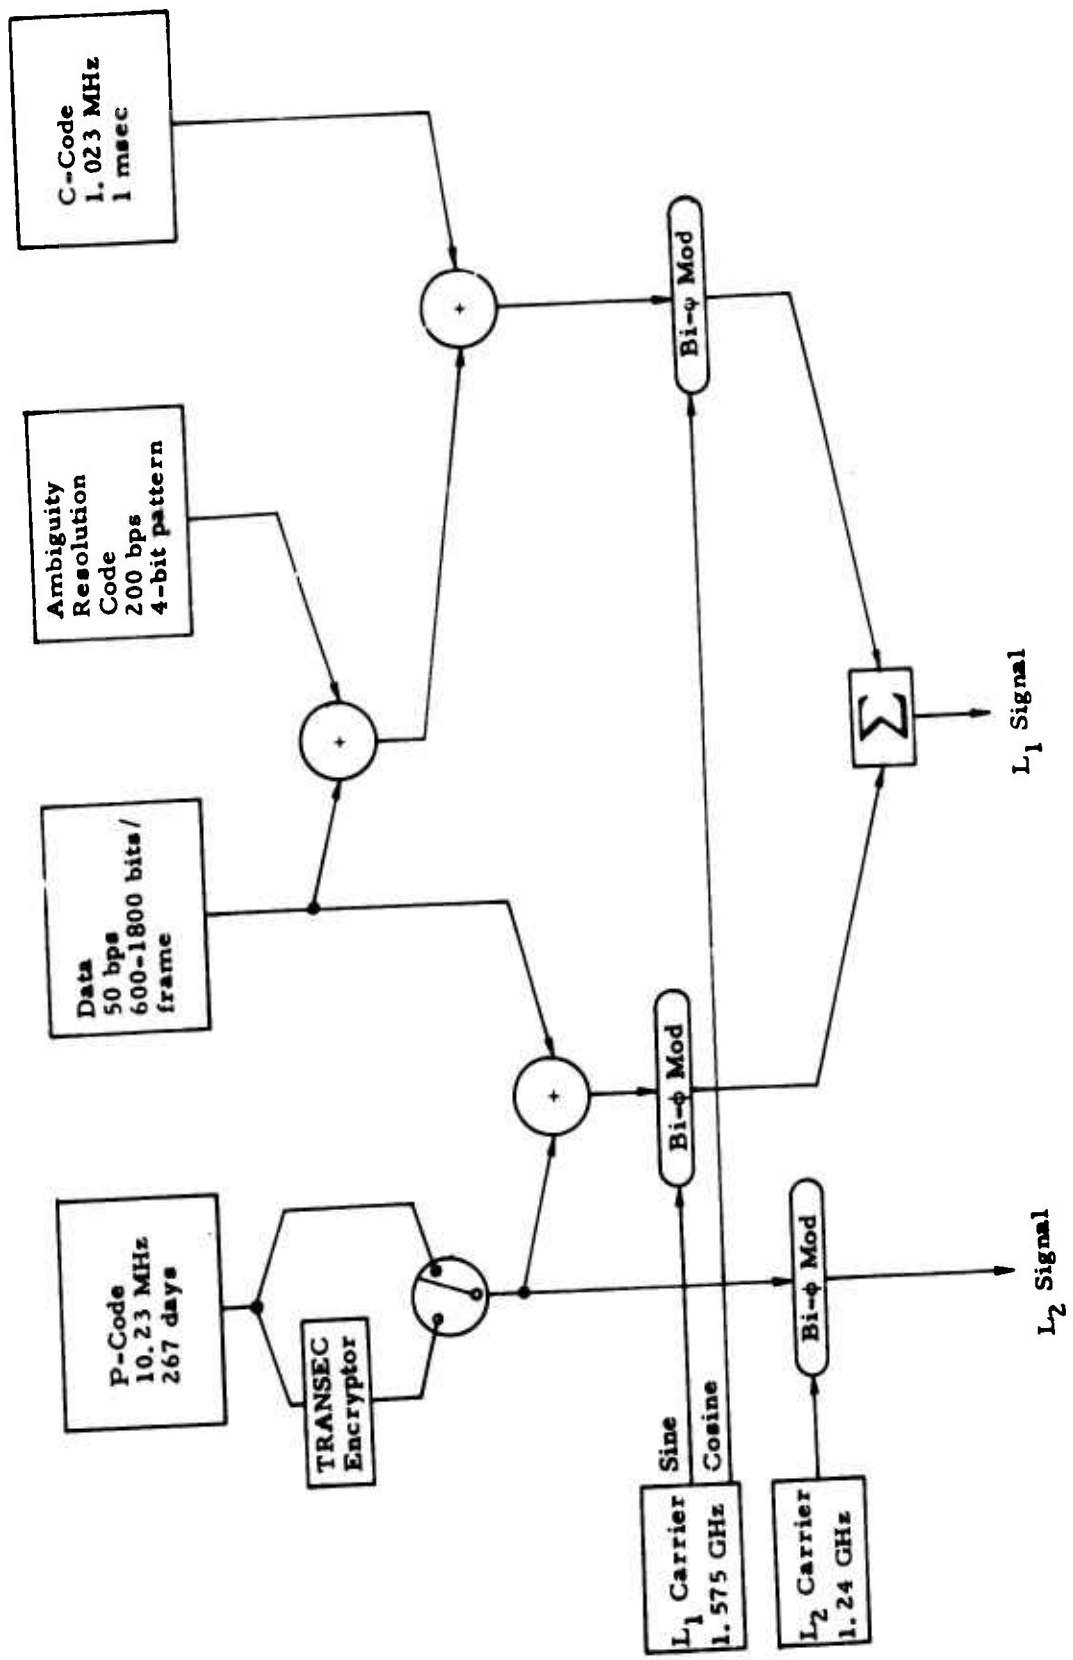 P-Code
10.23 MHz
267 days
Data
50 bps
600-1800 bits/
frame
Ambiguity
Resolution
Code
200 bps
4-bit pattern
C-Code
1.023 MHz
1 msec
TRANSEC
Encryptor
+
+
+
L1 Carrier
1.575 GHz
Sine
Cosine
Bi-ϕ Mod
Bi-φ Mod
L2 Carrier
1.24 GHz
Bi-ϕ Mod
Σ
L1 Signal
L2 Signal